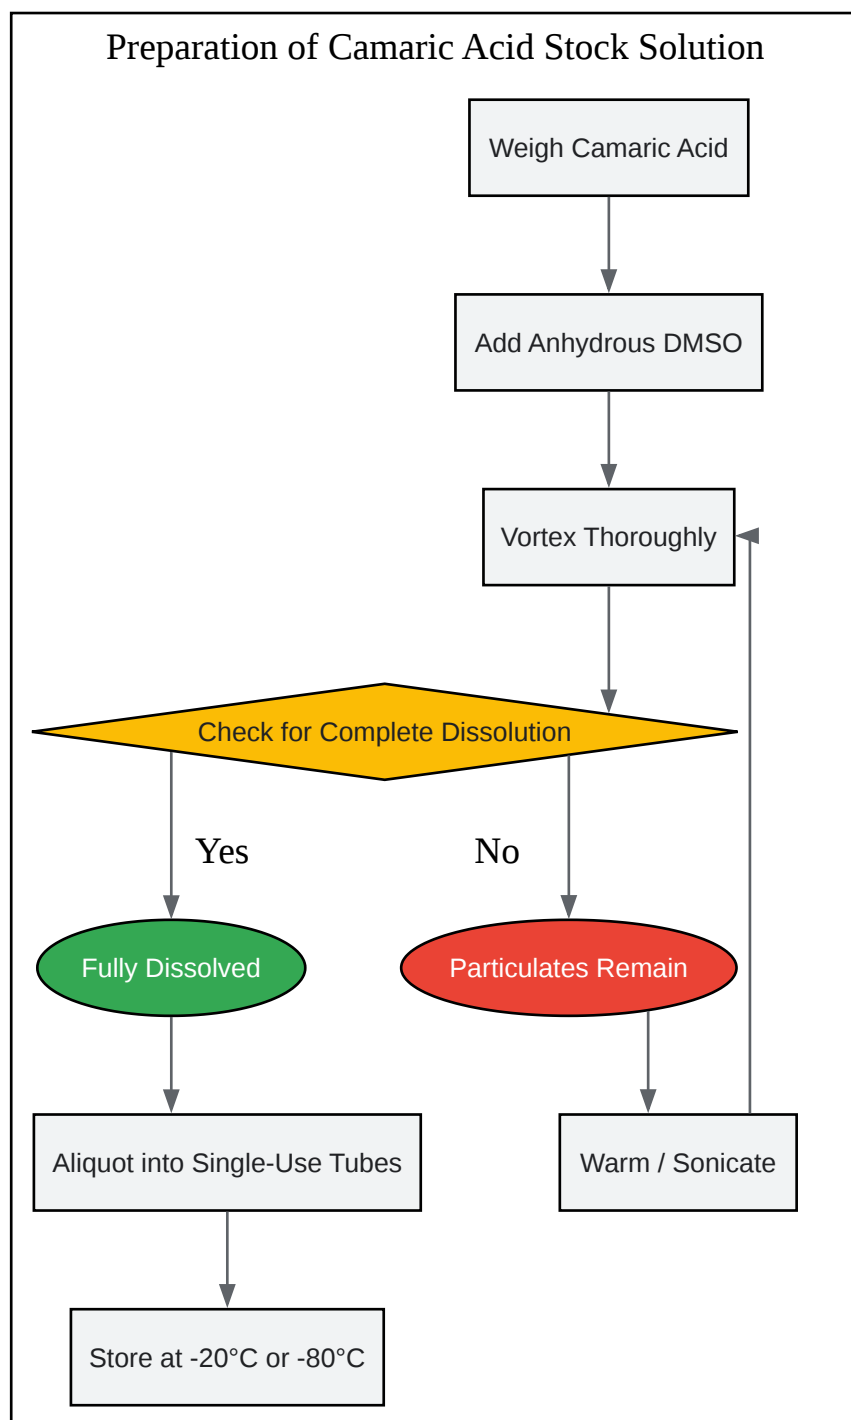 Preparation of Camaric Acid Stock Solution
Weigh Camaric Acid
Add Anhydrous DMSO
Vortex Thoroughly
Check for Complete Dissolution
Yes
No
Fully Dissolved
Particulates Remain
Aliquot into Single-Use Tubes
Warm / Sonicate
Store at -20°C or -80°C